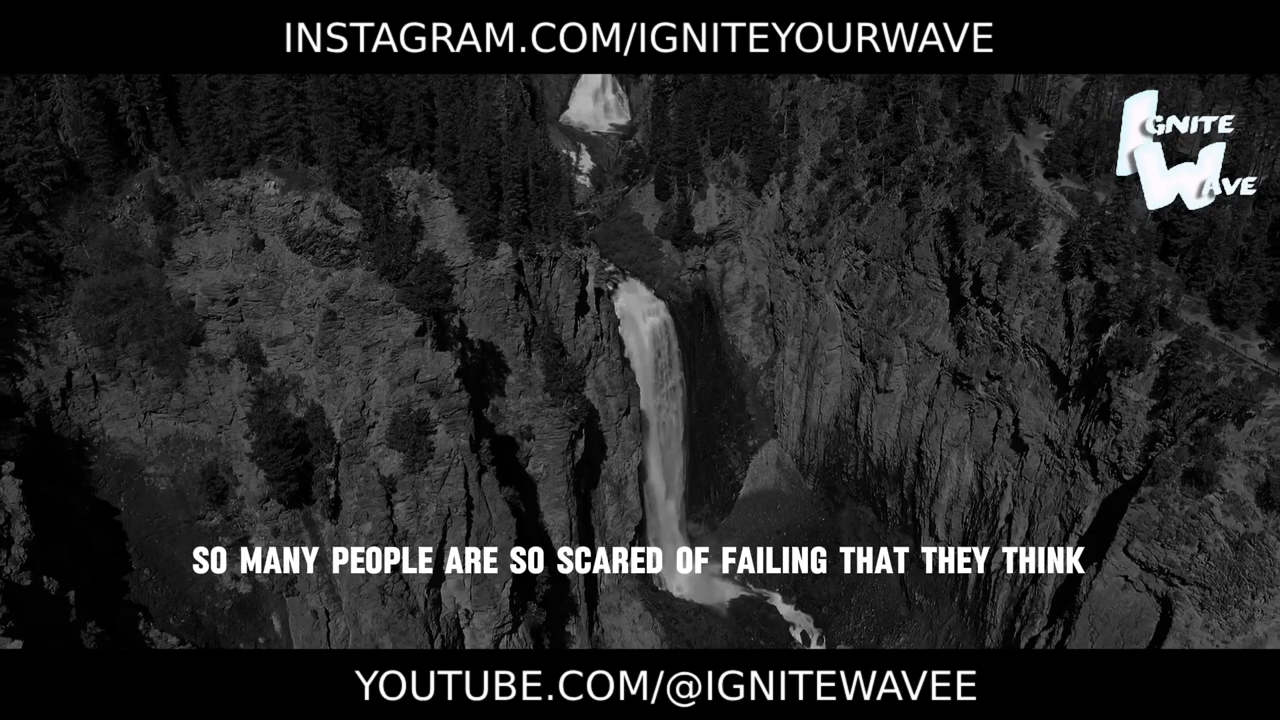 INSTAGRAM.COM/IGNITEYOURWAVE
IGNITE
WAVE
SO MANY PEOPLE ARE SO SCARED OF FAILING THAT THEY THINK
YOUTUBE.COM/@IGNITEWAVEE